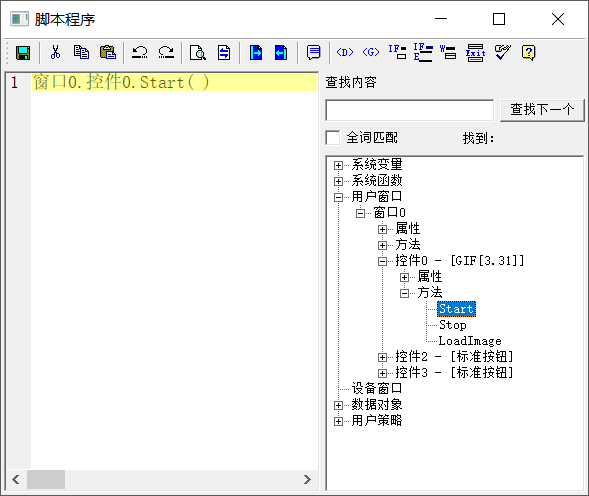 脚本程序
<D> <G> IF= IF= E W= Exit
1 窗口0.控件0.Start( )
查找内容
查找下一个
全词匹配 找到:
系统变量
系统函数
用户窗口
窗口0
属性
方法
控件0 - [GIF[3.31]]
属性
方法
Start
Stop
LoadImage
控件2 - [标准按钮]
控件3 - [标准按钮]
设备窗口
数据对象
用户策略